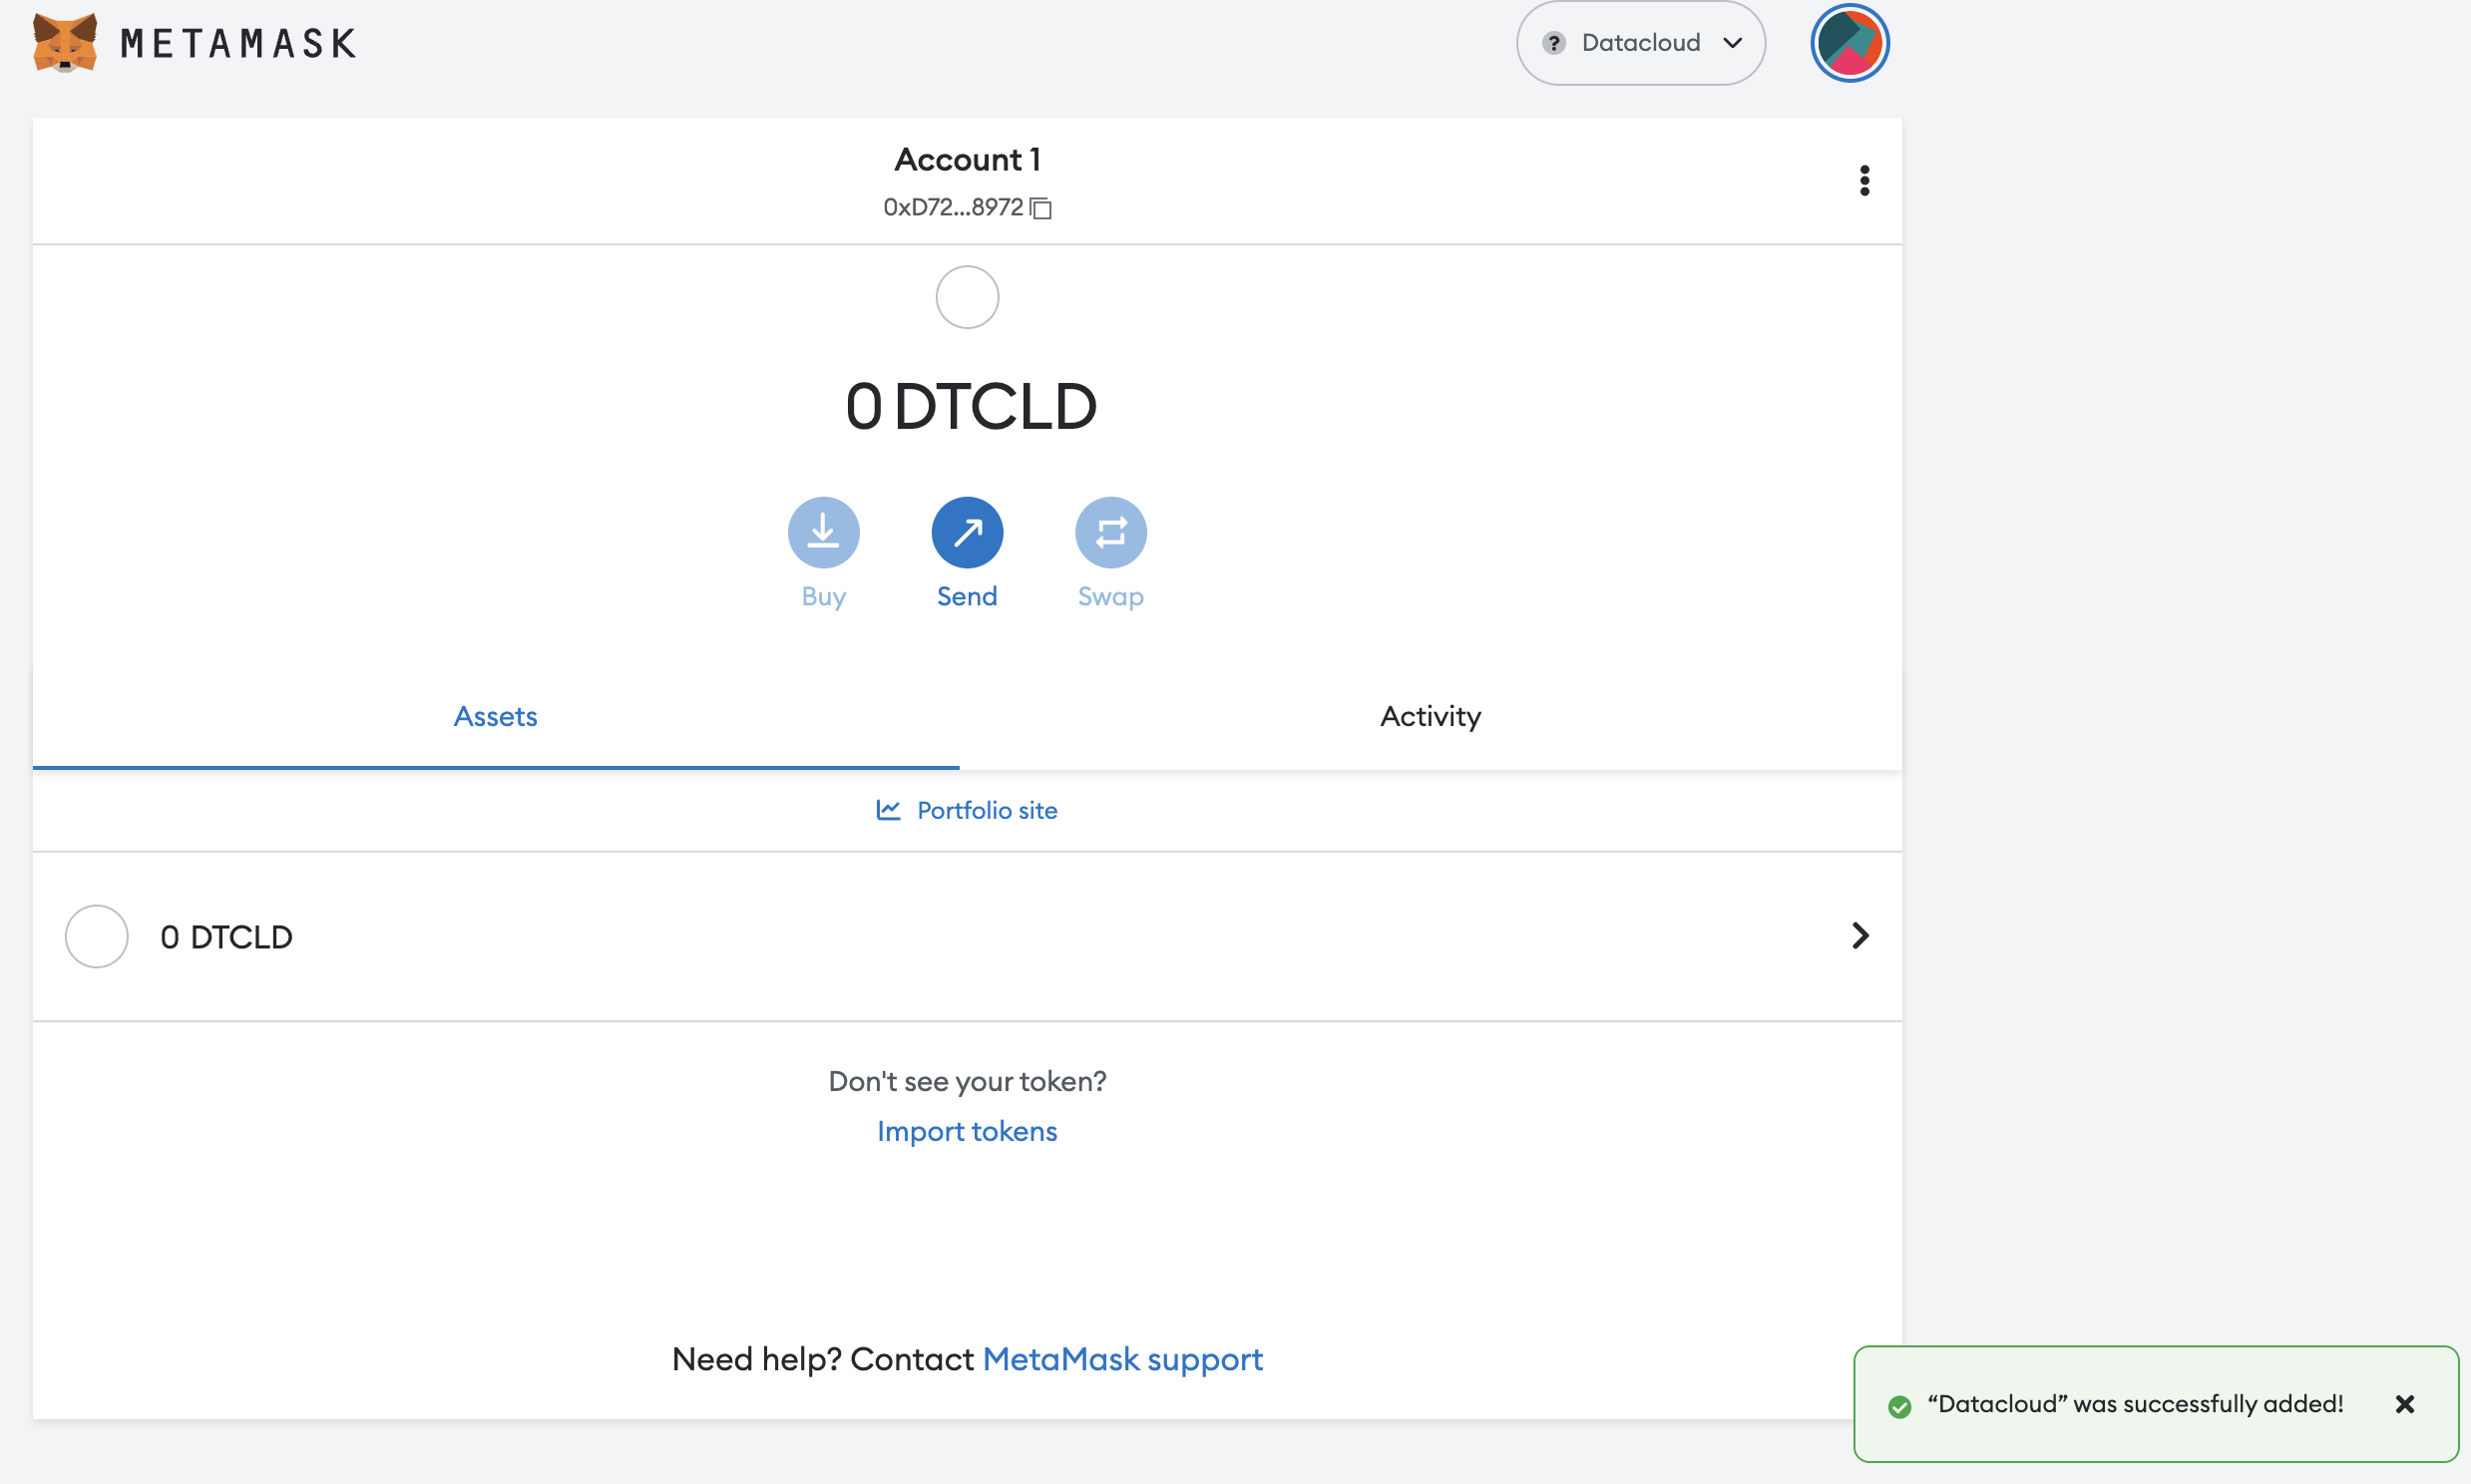 METAMASK
? Datacloud
Account 1
0xD72...8972
0 DTCLD
Buy Send Swap
Assets Activity
Portfolio site
0 DTCLD
Don't see your token?
Import tokens
Need help? Contact MetaMask support
“Datacloud” was successfully added!